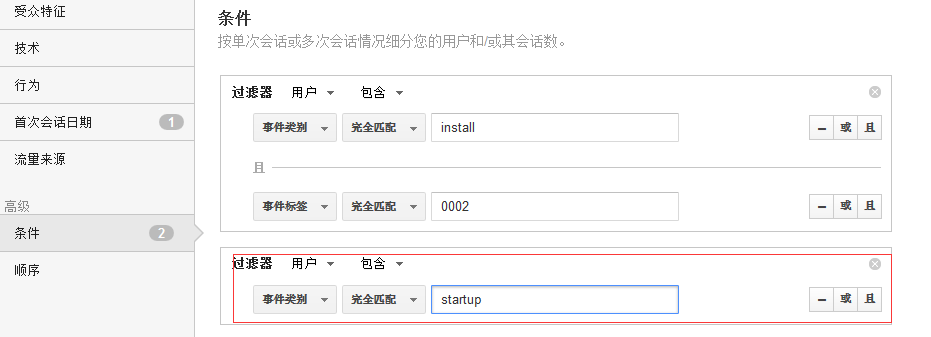 受众特征
技术
行为
首次会话日期 1
流量来源
高级
条件 2
顺序
条件
按单次会话或多次会话情况细分您的用户和/或其会话数。
过滤器 用户 包含
事件类别 完全匹配 install – 或 且
且
事件标签 完全匹配 0002 – 或 且
过滤器 用户 包含
事件类别 完全匹配 startup – 或 且